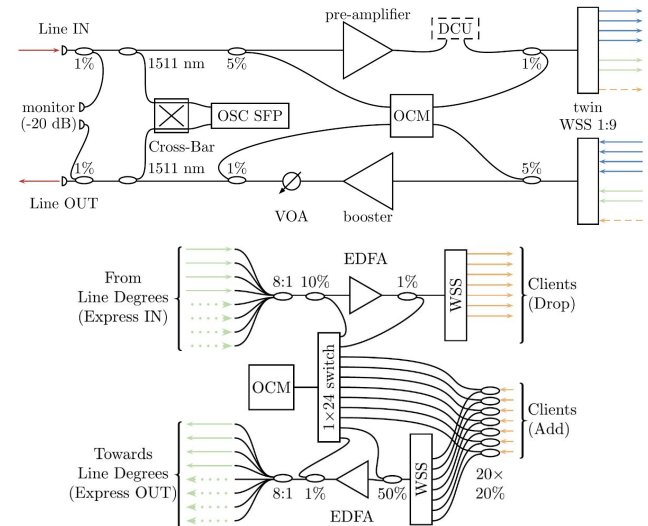 pre-amplifier
Line IN
DCU
1%
1511 nm
5%
1%
monitor
(-20 dB)
OSC SFP
OCM
twin
WSS 1:9
Cross-Bar
1%
1511 nm
1%
5%
Line OUT
VOA
booster
EDFA
From
Line Degrees
(Express IN)
8:1
10%
1%
WSS
Clients
(Drop)
OCM
1×24 switch
Clients
(Add)
Towards
Line Degrees
(Express OUT)
8:1
1%
50%
WSS
20×
20%
EDFA